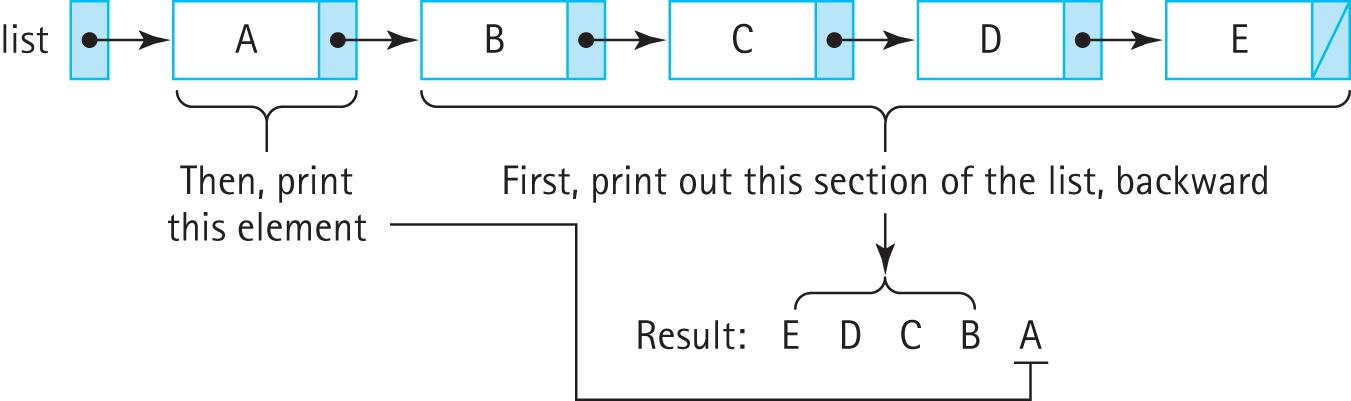 list A B C D E
Then, print
this element
First, print out this section of the list, backward
Result: E D C B A